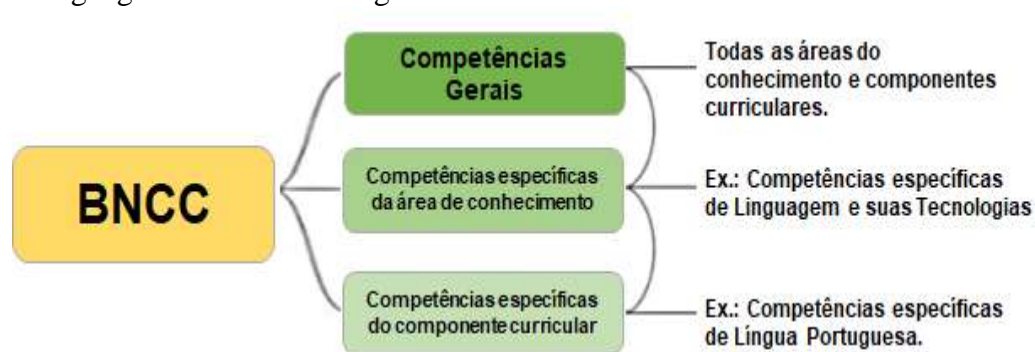 Competências
Gerais
Todas as áreas do
conhecimento e componentes
curriculares.
BNCC
Competências específicas
da área de conhecimento
Ex.: Competências específicas
de Linguagem e suas Tecnologias
Competências específicas
do componente curricular
Ex.: Competências específicas
de Língua Portuguesa.